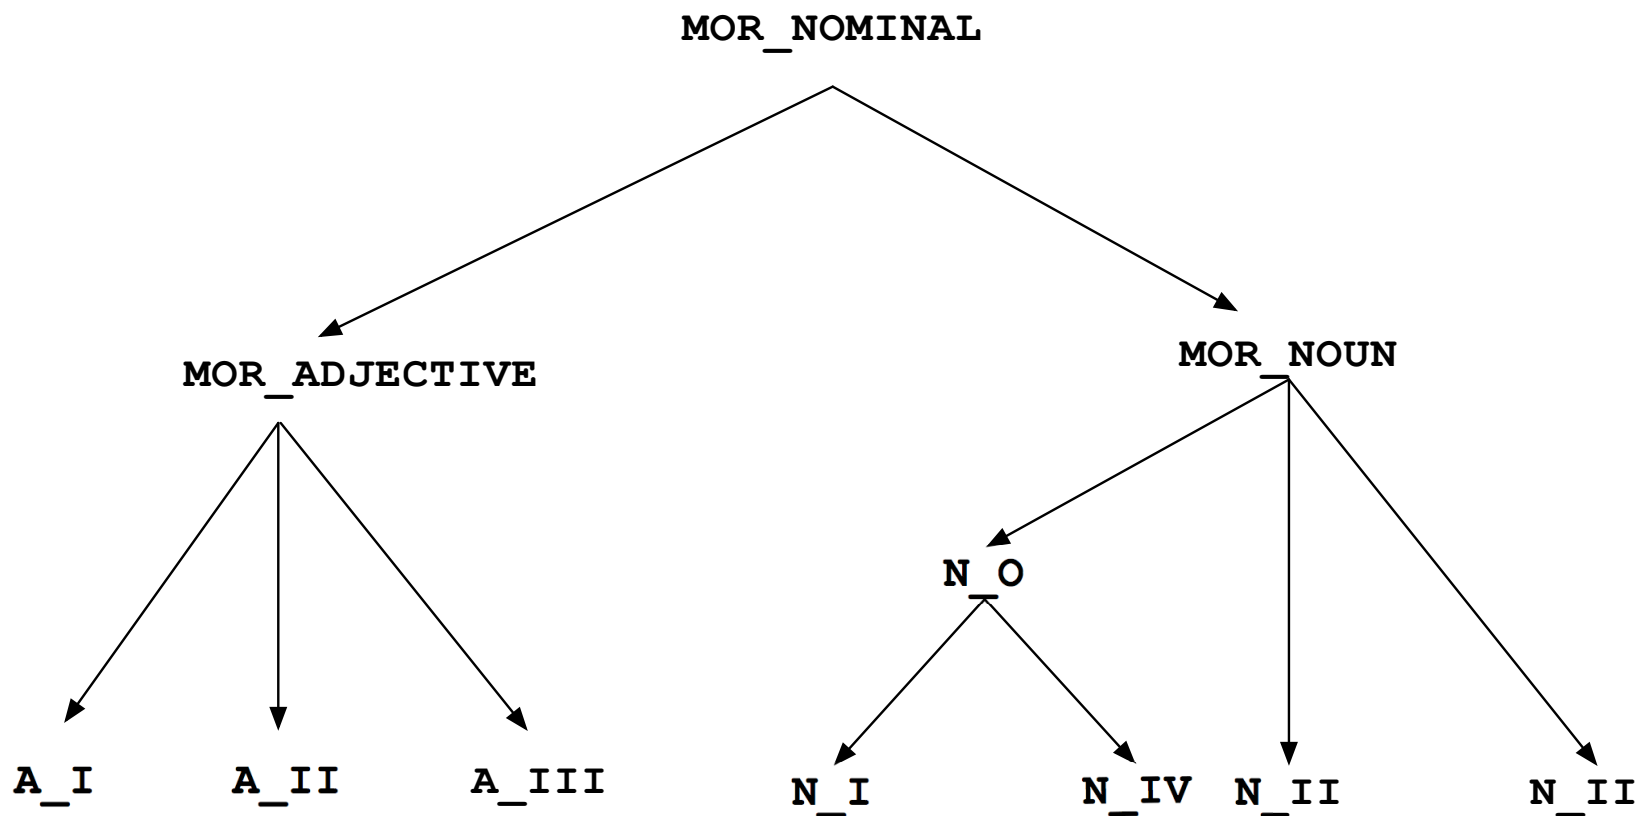 MOR_NOMINAL
MOR_ADJECTIVE
MOR_NOUN
N_O
A_I
A_II
A_III
N_I
N_IV
N_II
N_II